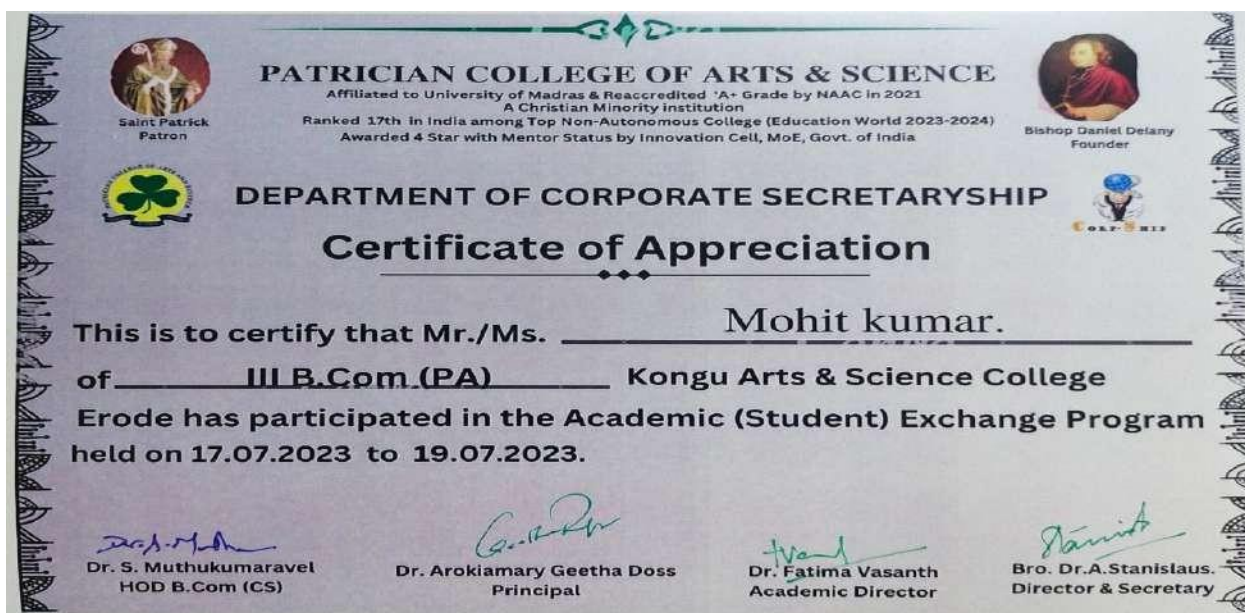 PATRICIAN COLLEGE OF ARTS & SCIENCE
Affiliated to University of Madras & Reaccredited 'A+ Grade by NAAC in 2021
A Christian Minority institution
Ranked 17th in India among Top Non-Autonomous College (Education World 2023-2024)
Awarded 4 Star with Mentor Status by Innovation Cell, MoE, Govt. of India
Saint Patrick
Patron
Bishop Daniel Delany
Founder
DEPARTMENT OF CORPORATE SECRETARYSHIP
CORP-SHIP
Certificate of Appreciation
This is to certify that Mr./Ms. Mohit kumar.
of III B.Com (PA) Kongu Arts & Science College
Erode has participated in the Academic (Student) Exchange Program
held on 17.07.2023 to 19.07.2023.
Dr. S. Muthukumaravel
HOD B.Com (CS)
Dr. Arokiamary Geetha Doss
Principal
Dr. Fatima Vasanth
Academic Director
Bro. Dr.A.Stanislaus.
Director & Secretary